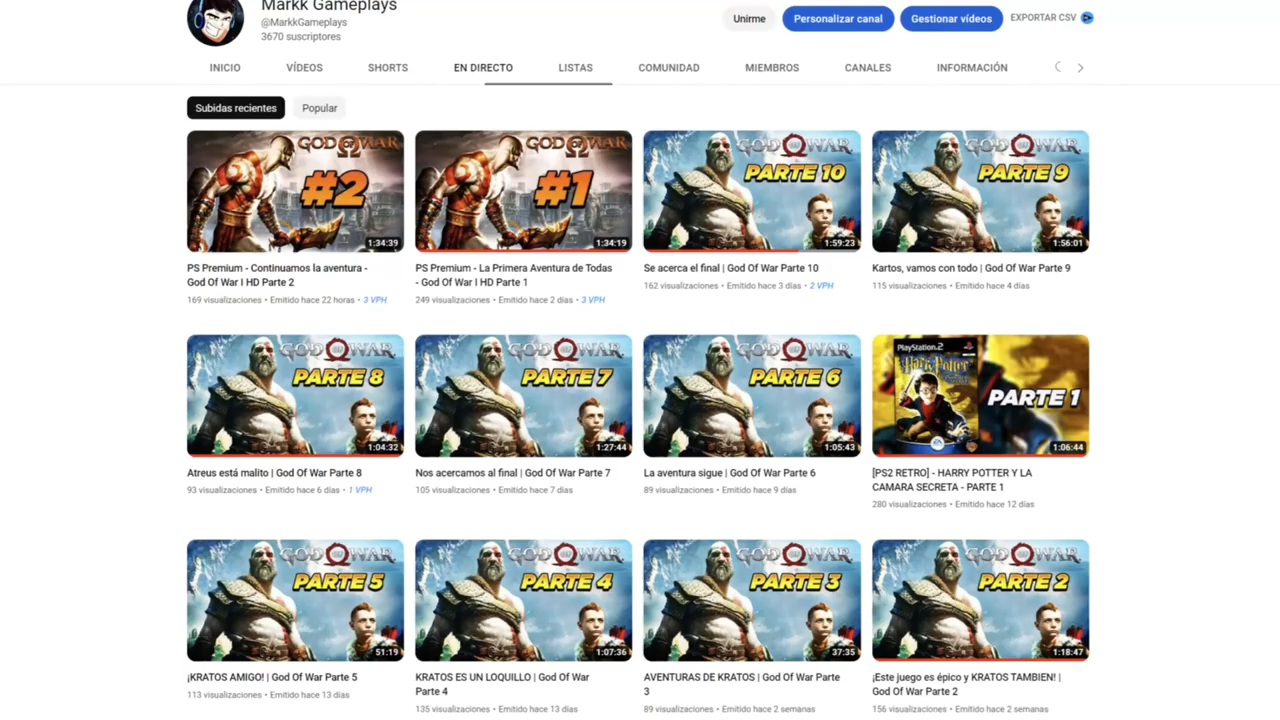 Markk Gameplays
@MarkkGameplays
3670 suscriptores
Unirme
Personalizar canal
Gestionar vídeos
EXPORTAR CSV
INICIO
VÍDEOS
SHORTS
EN DIRECTO
LISTAS
COMUNIDAD
MIEMBROS
CANALES
INFORMACIÓN
Subidas recientes
Popular
GOD OF WAR
#2
1:34:39
GOD OF WAR
#1
1:34:19
GOD OF WAR
PARTE 10
1:59:23
GOD OF WAR
PARTE 9
1:56:01
PS Premium - Continuamos la aventura -
God Of War I HD Parte 2
169 visualizaciones • Emitido hace 22 horas • 3 VPH
PS Premium - La Primera Aventura de Todas
- God Of War I HD Parte 1
249 visualizaciones • Emitido hace 2 días • 3 VPH
Se acerca el final | God Of War Parte 10
162 visualizaciones • Emitido hace 3 días • 2 VPH
Kartos, vamos con todo | God Of War Parte 9
115 visualizaciones • Emitido hace 4 días
GOD OF WAR
PARTE 8
1:04:32
GOD OF WAR
PARTE 7
1:27:44
GOD OF WAR
PARTE 6
1:05:43
PlayStation.2
Harry Potter
EA
PARTE 1
1:06:44
Atreus está malito | God Of War Parte 8
93 visualizaciones • Emitido hace 6 días • 1 VPH
Nos acercamos al final | God Of War Parte 7
105 visualizaciones • Emitido hace 7 días
La aventura sigue | God Of War Parte 6
89 visualizaciones • Emitido hace 9 días
[PS2 RETRO] - HARRY POTTER Y LA
CAMARA SECRETA - PARTE 1
280 visualizaciones • Emitido hace 12 días
GOD OF WAR
PARTE 5
51:19
GOD OF WAR
PARTE 4
1:07:36
GOD OF WAR
PARTE 3
37:35
GOD OF WAR
PARTE 2
1:18:47
¡KRATOS AMIGO! | God Of War Parte 5
113 visualizaciones • Emitido hace 13 días
KRATOS ES UN LOQUILLO | God Of War
Parte 4
135 visualizaciones • Emitido hace 13 días
AVENTURAS DE KRATOS | God Of War Parte
3
89 visualizaciones • Emitido hace 2 semanas
¡Este juego es épico y KRATOS TAMBIEN! |
God Of War Parte 2
156 visualizaciones • Emitido hace 2 semanas